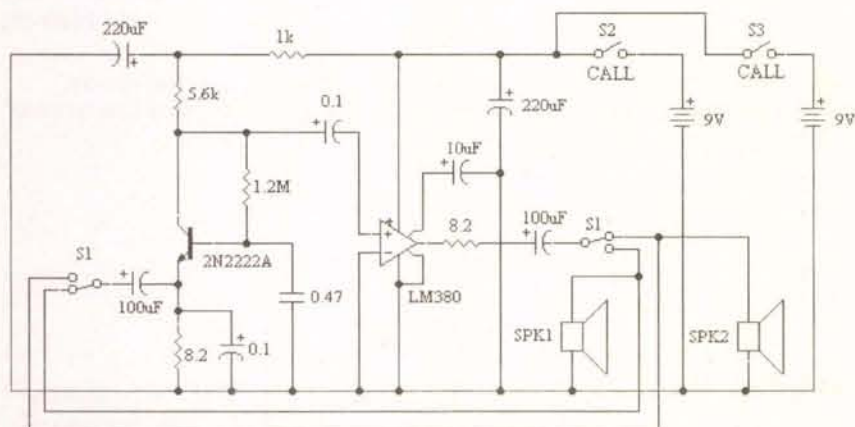 220uF
+
1k
S2
S3
CALL
CALL
5.6k
0.1
+
+
220uF
+
9V
+
9V
10uF
+
1.2M
8.2
100uF
+
S1
+
+
−
2N2222A
LM380
S1
+
100uF
0.47
8.2
+
0.1
SPK1
SPK2